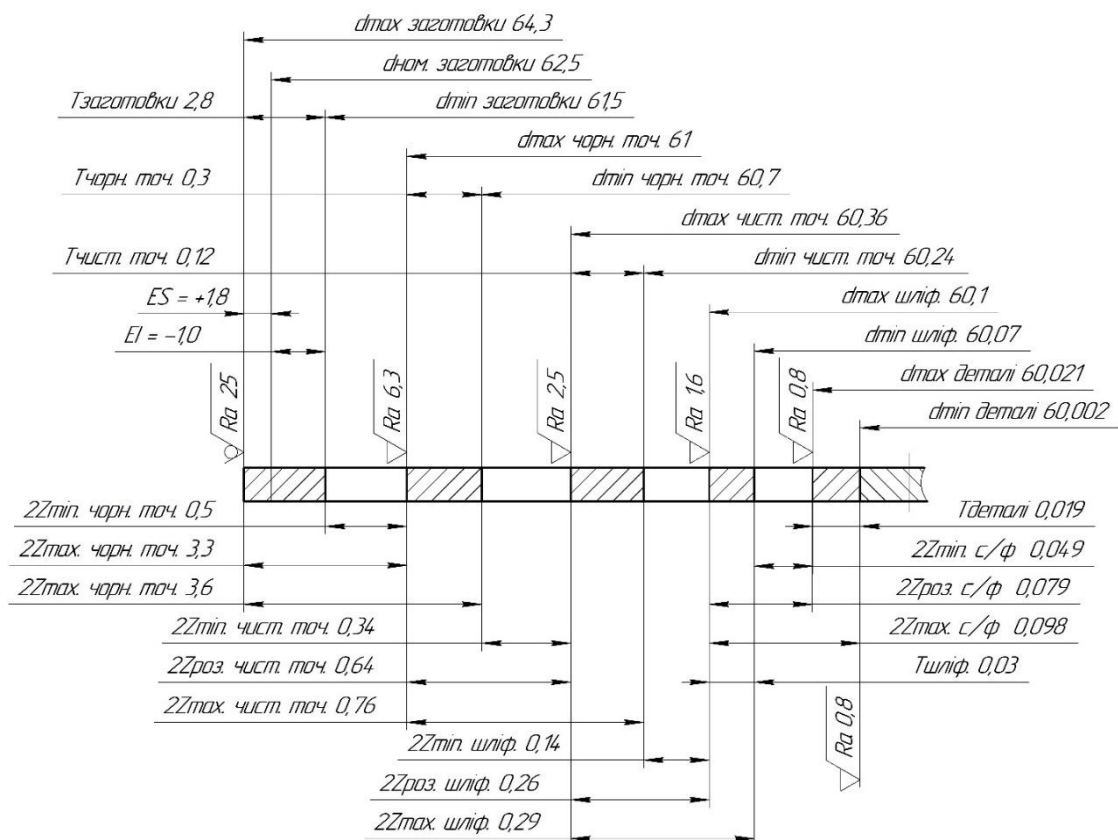 dmax заготовки 64,3
dном. заготовки 62,5
Tзаготовки 2,8
dmin заготовки 61,5
dmax чорн. точ. 61
Tчорн. точ. 0,3
dmin чорн. точ. 60,7
dmax чист. точ. 60,36
Tчист. точ. 0,12
dmin чист. точ. 60,24
ES = +1,8
dmax шліф. 60,1
EI = –1,0
dmin шліф. 60,07
dmax деталі 60,021
dmin деталі 60,002
Ra 25
Ra 6,3
Ra 2,5
Ra 1,6
Ra 0,8
2Zmin. чорн. точ. 0,5
Tдеталі 0,019
2Zmax. чорн. точ. 3,3
2Zmin. с/ф 0,049
2Zmax. чорн. точ. 3,6
2Zроз. с/ф 0,079
2Zmin. чист. точ. 0,34
2Zmax. с/ф 0,098
2Zроз. чист. точ. 0,64
Tшліф. 0,03
2Zmax. чист. точ. 0,76
Ra 0,8
2Zmin. шліф. 0,14
2Zроз. шліф. 0,26
2Zmax. шліф. 0,29